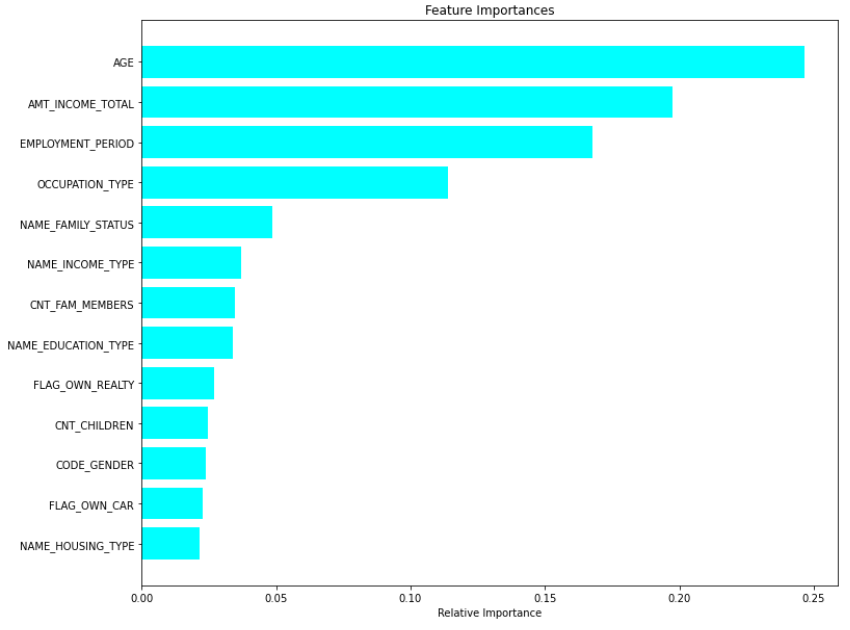 Feature Importances
AGE
AMT_INCOME_TOTAL
EMPLOYMENT_PERIOD
OCCUPATION_TYPE
NAME_FAMILY_STATUS
NAME_INCOME_TYPE
CNT_FAM_MEMBERS
NAME_EDUCATION_TYPE
FLAG_OWN_REALTY
CNT_CHILDREN
CODE_GENDER
FLAG_OWN_CAR
NAME_HOUSING_TYPE
0.00 0.05 0.10 0.15 0.20 0.25
Relative Importance